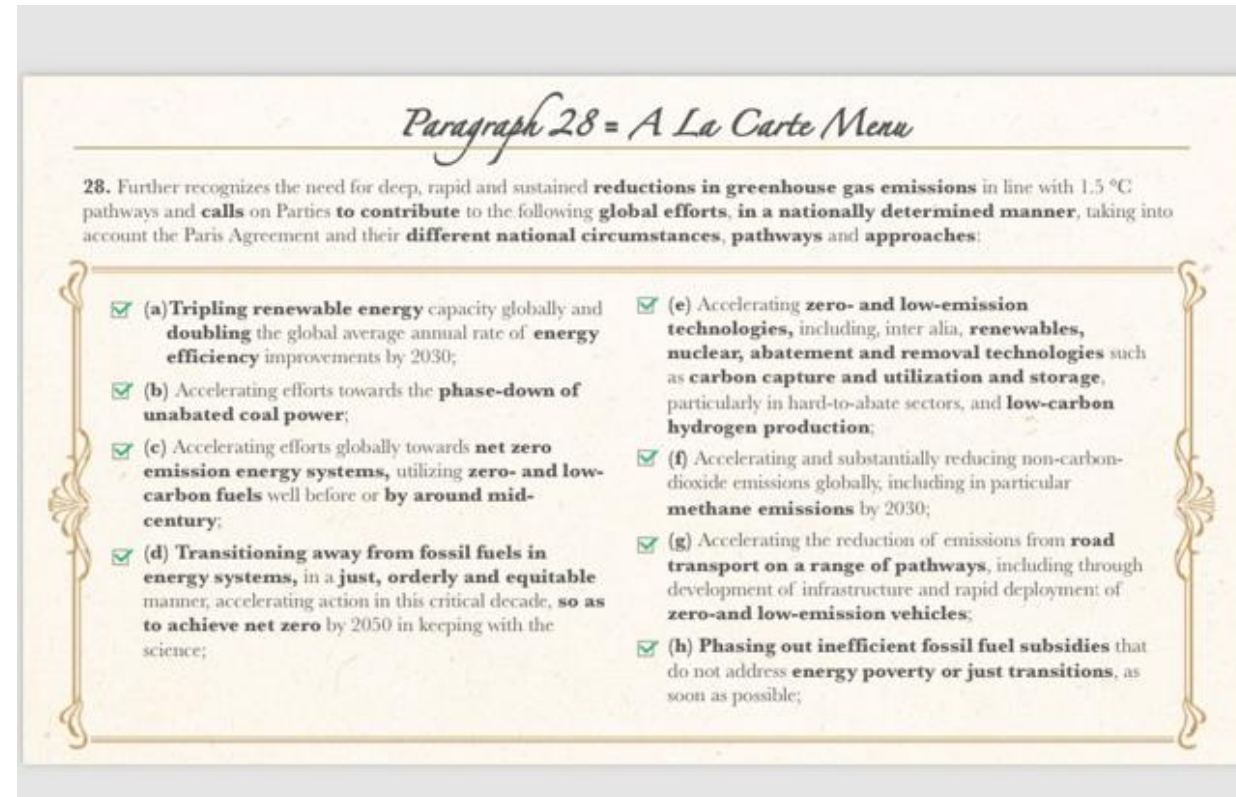 Paragraph 28 = A La Carte Menu
28. Further recognizes the need for deep, rapid and sustained reductions in greenhouse gas emissions in line with 1.5 °C
pathways and calls on Parties to contribute to the following global efforts, in a nationally determined manner, taking into
account the Paris Agreement and their different national circumstances, pathways and approaches:
(a)Tripling renewable energy capacity globally and
doubling the global average annual rate of energy
efficiency improvements by 2030;
(b) Accelerating efforts towards the phase-down of
unabated coal power;
(c) Accelerating efforts globally towards net zero
emission energy systems, utilizing zero- and low-
carbon fuels well before or by around mid-
century;
(d) Transitioning away from fossil fuels in
energy systems, in a just, orderly and equitable
manner, accelerating action in this critical decade, so as
to achieve net zero by 2050 in keeping with the
science;
(e) Accelerating zero- and low-emission
technologies, including, inter alia, renewables,
nuclear, abatement and removal technologies such
as carbon capture and utilization and storage,
particularly in hard-to-abate sectors, and low-carbon
hydrogen production;
(f) Accelerating and substantially reducing non-carbon-
dioxide emissions globally, including in particular
methane emissions by 2030;
(g) Accelerating the reduction of emissions from road
transport on a range of pathways, including through
development of infrastructure and rapid deployment of
zero-and low-emission vehicles;
(h) Phasing out inefficient fossil fuel subsidies that
do not address energy poverty or just transitions, as
soon as possible;